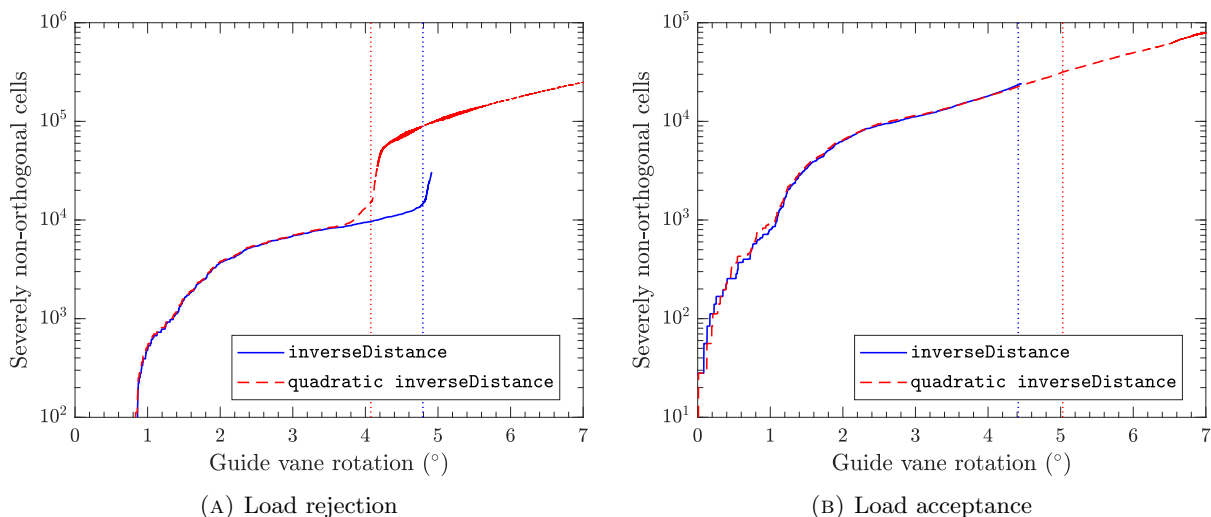 Severely non-orthogonal cells
10^6
10^5
10^4
10^3
10^2
0 1 2 3 4 5 6 7
Guide vane rotation (°)
inverseDistance
quadratic inverseDistance
(A) Load rejection
Severely non-orthogonal cells
10^5
10^4
10^3
10^2
10^1
0 1 2 3 4 5 6 7
Guide vane rotation (°)
inverseDistance
quadratic inverseDistance
(B) Load acceptance